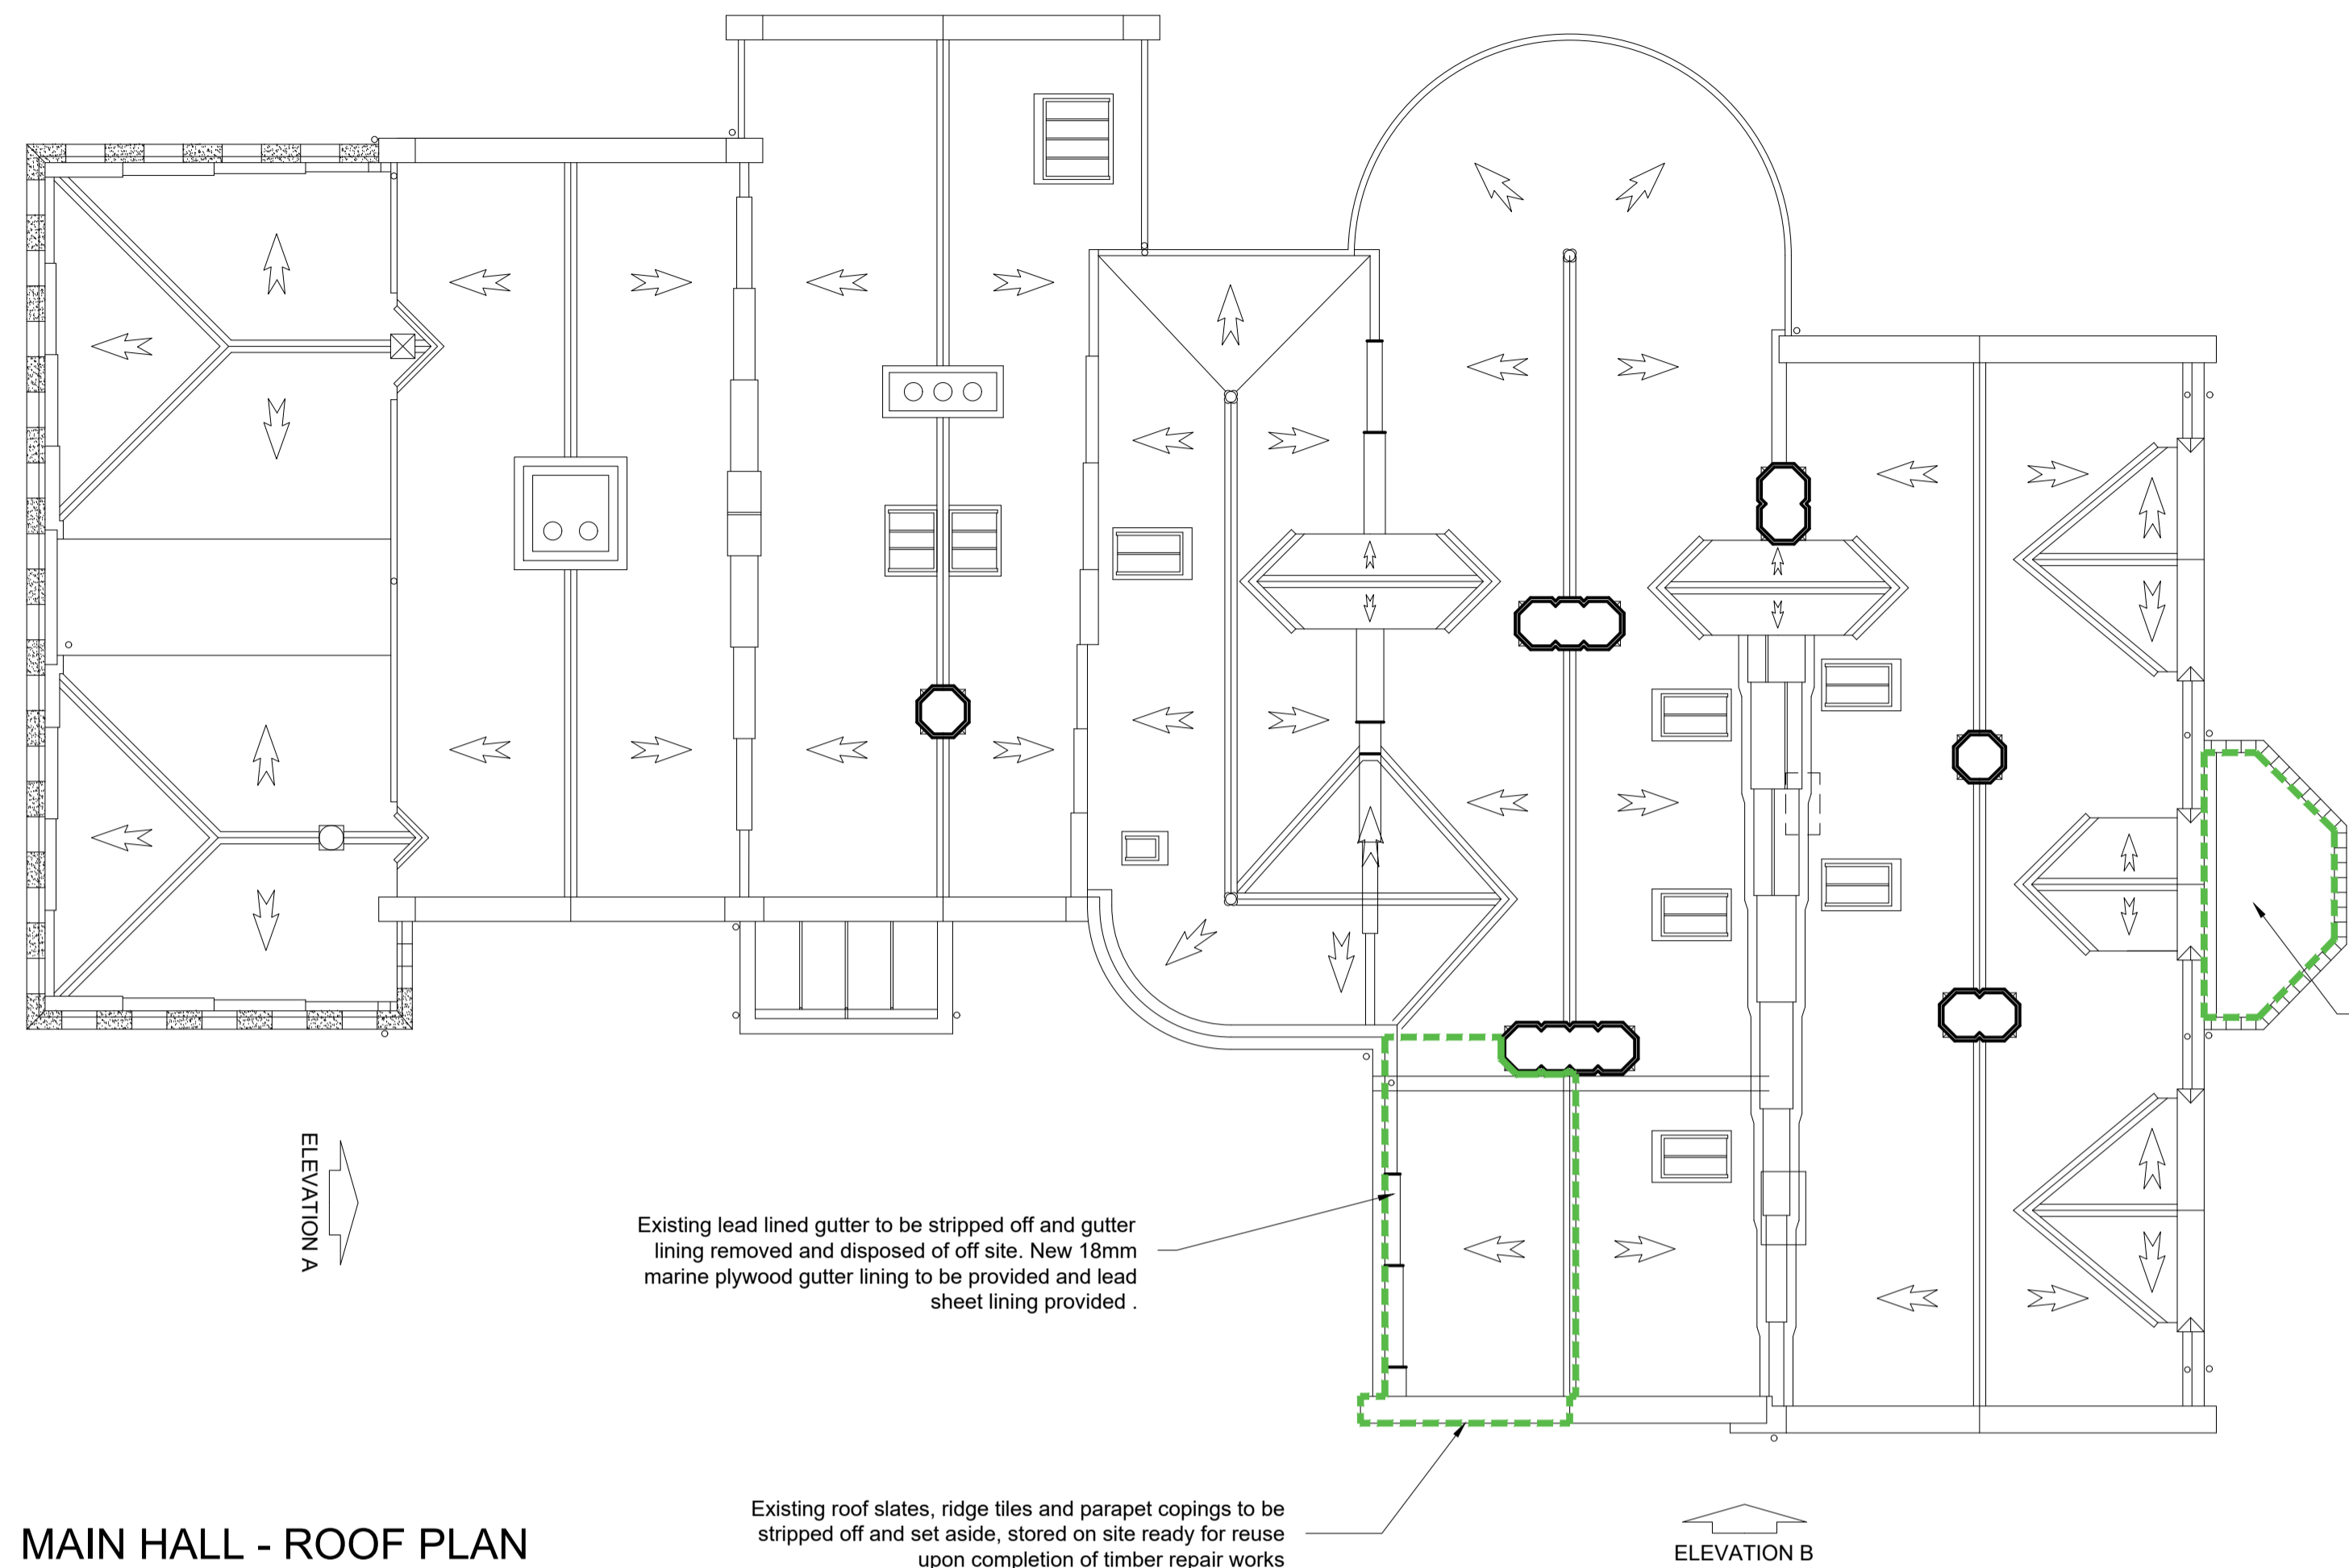 ELEVATION A
Existing lead lined gutter to be stripped off and gutter
lining removed and disposed of off site. New 18mm
marine plywood gutter lining to be provided and lead
sheet lining provided .
Existing roof slates, ridge tiles and parapet copings to be
stripped off and set aside, stored on site ready for reuse
upon completion of timber repair works
ELEVATION B
MAIN HALL - ROOF PLAN